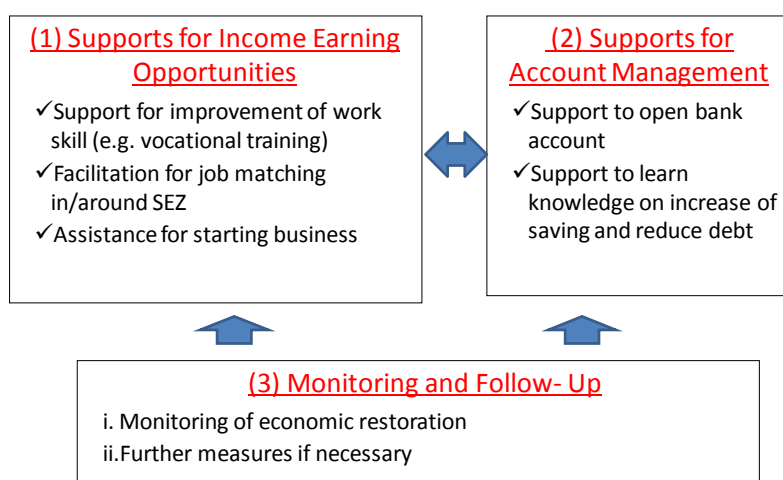 (1) Supports for Income Earning
Opportunities
✓Support for improvement of work
skill (e.g. vocational training)
✓Facilitation for job matching
in/around SEZ
✓Assistance for starting business
(2) Supports for
Account Management
✓Support to open bank
account
✓Support to learn
knowledge on increase of
saving and reduce debt
(3) Monitoring and Follow- Up
i. Monitoring of economic restoration
ii.Further measures if necessary